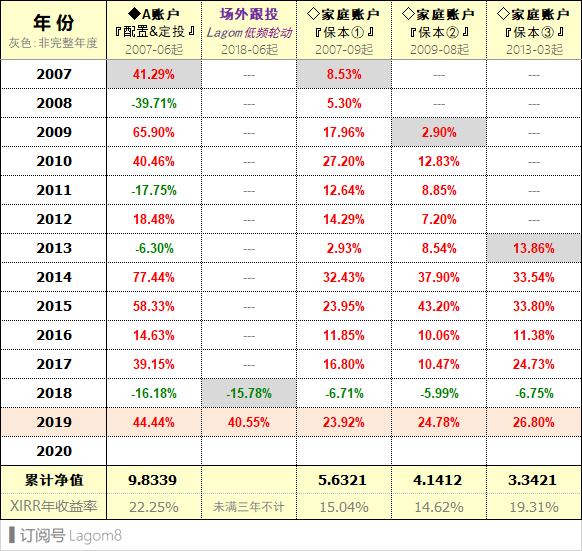 年 份 ◆A账户 场外跟投 ◇家庭账户 ◇家庭账户 ◇家庭账户
灰色:非完整年度 『配置&定投』 Lagom低频轮动 『保本①』 『保本②』 『保本③』
2007-06起 2018-06起 2007-09起 2009-08起 2013-03起
2007 41.29% --- 8.53% --- ---
2008 -39.71% --- 5.30% --- ---
2009 65.90% --- 17.96% 2.90% ---
2010 40.46% --- 27.20% 12.83% ---
2011 -17.75% --- 12.64% 8.85% ---
2012 18.48% --- 14.29% 7.20% ---
2013 -6.30% --- 2.93% 8.54% 13.86%
2014 77.44% --- 32.43% 37.90% 33.54%
2015 58.33% --- 23.95% 43.20% 33.80%
2016 14.63% --- 11.85% 10.06% 11.38%
2017 39.15% --- 16.80% 10.47% 24.73%
2018 -16.18% -15.78% -6.71% -5.99% -6.75%
2019 44.44% 40.55% 23.92% 24.78% 26.80%
2020
累计净值 9.8339 5.6321 4.1412 3.3421
XIRR年收益率 22.25% 未满三年不计 15.04% 14.62% 19.31%
订阅号 Lagom8